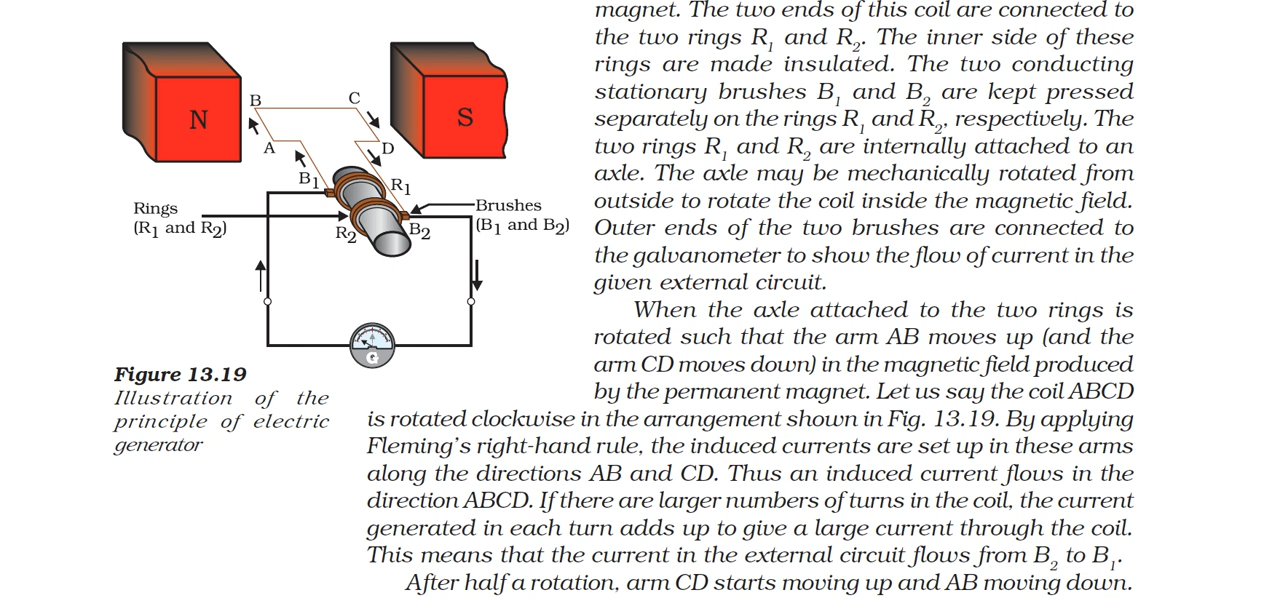 magnet. The two ends of this coil are connected to
the two rings R1 and R2. The inner side of these
rings are made insulated. The two conducting
stationary brushes B1 and B2 are kept pressed
separately on the rings R1 and R2, respectively. The
two rings R1 and R2 are internally attached to an
axle. The axle may be mechanically rotated from
outside to rotate the coil inside the magnetic field.
Outer ends of the two brushes are connected to
the galvanometer to show the flow of current in the
given external circuit.
When the axle attached to the two rings is
rotated such that the arm AB moves up (and the
arm CD moves down) in the magnetic field produced
by the permanent magnet. Let us say the coil ABCD
is rotated clockwise in the arrangement shown in Fig. 13.19. By applying
Fleming's right-hand rule, the induced currents are set up in these arms
along the directions AB and CD. Thus an induced current flows in the
direction ABCD. If there are larger numbers of turns in the coil, the current
generated in each turn adds up to give a large current through the coil.
This means that the current in the external circuit flows from B2 to B1.
After half a rotation, arm CD starts moving up and AB moving down.
N
S
B
C
A
D
B1
R1
Rings
(R1 and R2)
Brushes
(B1 and B2)
R2
B2
G
Figure 13.19
Illustration of the
principle of electric
generator